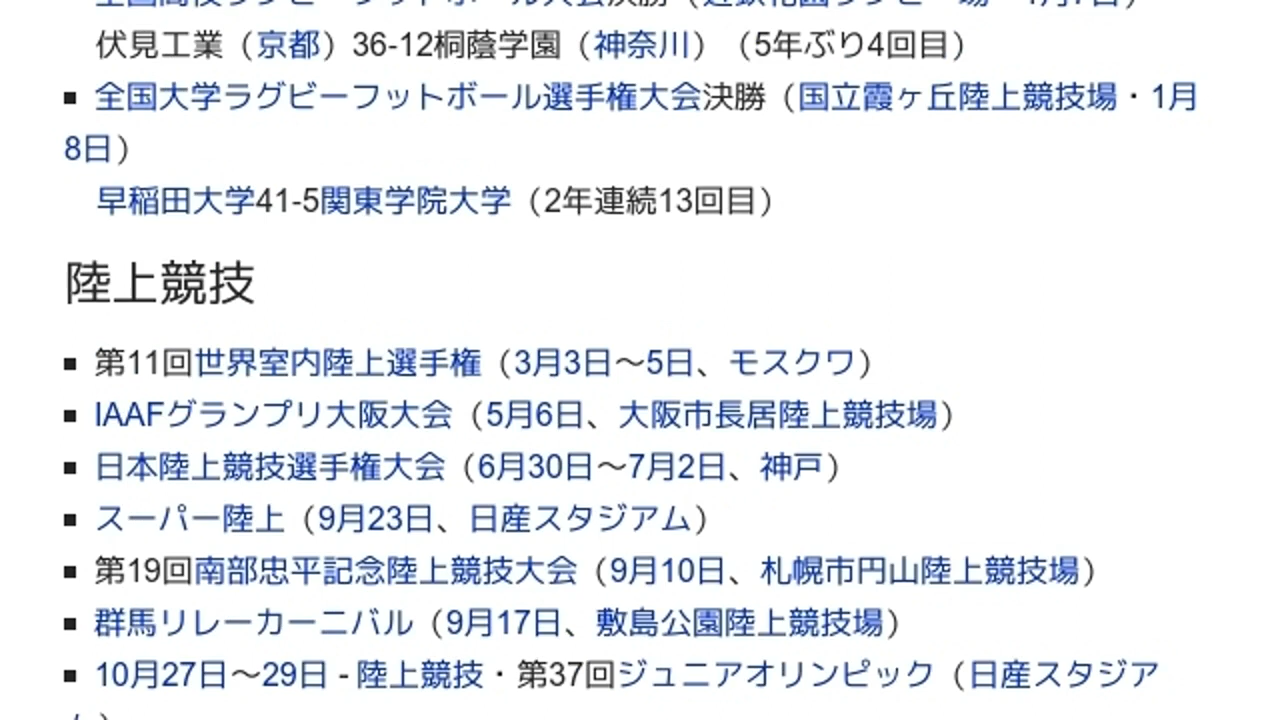 伏見工業（京都）36-12桐蔭学園（神奈川）（5年ぶり4回目）
▪ 全国大学ラグビーフットボール選手権大会決勝（国立霞ヶ丘陸上競技場・1月
8日）
早稲田大学41-5関東学院大学（2年連続13回目）
陸上競技
▪ 第11回世界室内陸上選手権（3月3日〜5日、モスクワ）
▪ IAAFグランプリ大阪大会（5月6日、大阪市長居陸上競技場）
▪ 日本陸上競技選手権大会（6月30日〜7月2日、神戸）
▪ スーパー陸上（9月23日、日産スタジアム）
▪ 第19回南部忠平記念陸上競技大会（9月10日、札幌市円山陸上競技場）
▪ 群馬リレーカーニバル（9月17日、敷島公園陸上競技場）
▪ 10月27日〜29日 - 陸上競技・第37回ジュニアオリンピック（日産スタジア